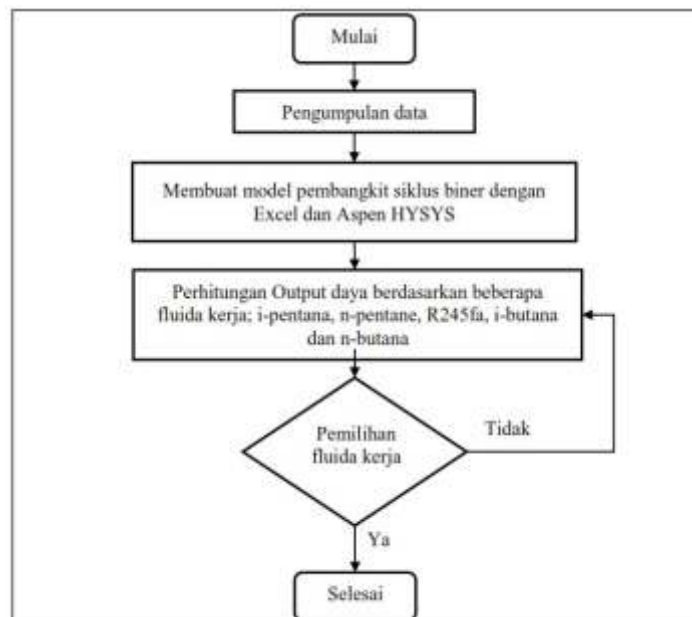 Mulai
Pengumpulan data
Membuat model pembangkit siklus biner dengan
Excel dan Aspen HYSYS
Perhitungan Output daya berdasarkan beberapa
fluida kerja; i-pentana, n-pentane, R245fa, i-butana
dan n-butana
Pemilihan
fluida kerja
Tidak
Ya
Selesai